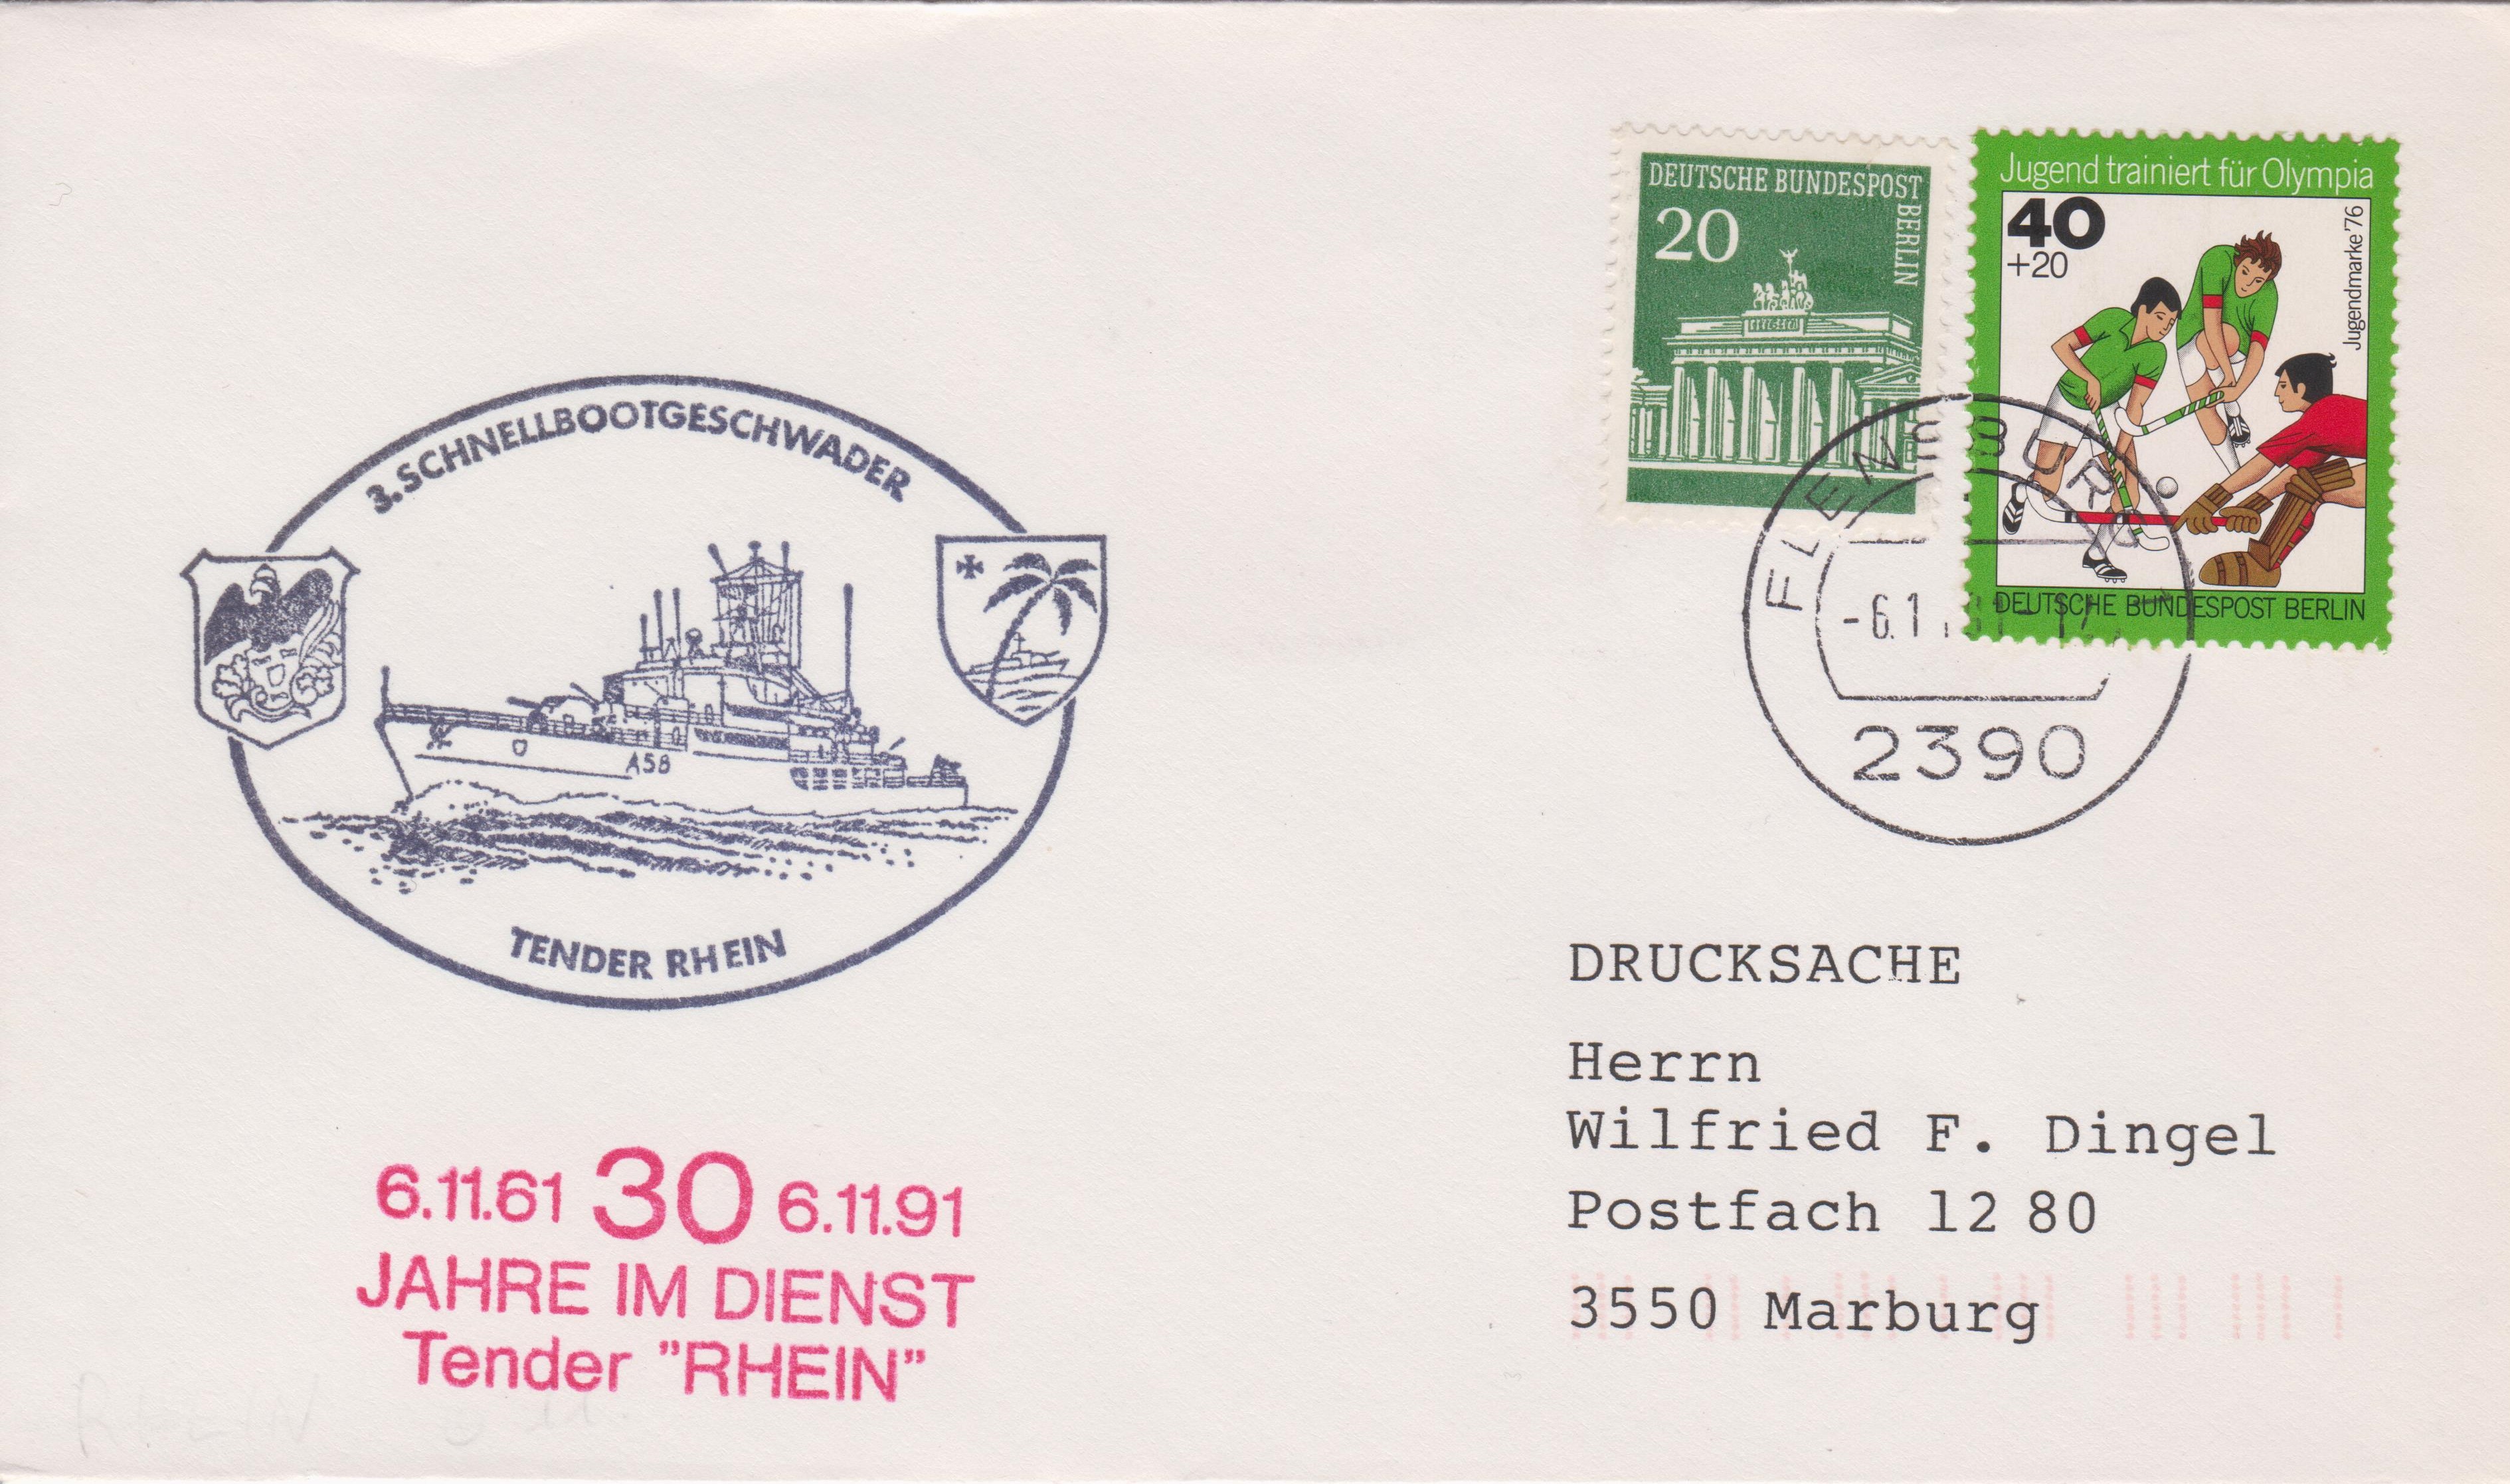 DEUTSCHE BUNDESPOST
BERLIN
20
Jugend trainiert für Olympia
40
+20
Jugendmarke '76
DEUTSCHE BUNDESPOST BERLIN
FLENSBURG
2390
3.SCHNELLBOOTGESCHWADER
A58
TENDER RHEIN
DRUCKSACHE
Herrn
Wilfried F. Dingel
Postfach 12 80
3550 Marburg
6.11.61 30 6.11.91
JAHRE IM DIENST
Tender "RHEIN"